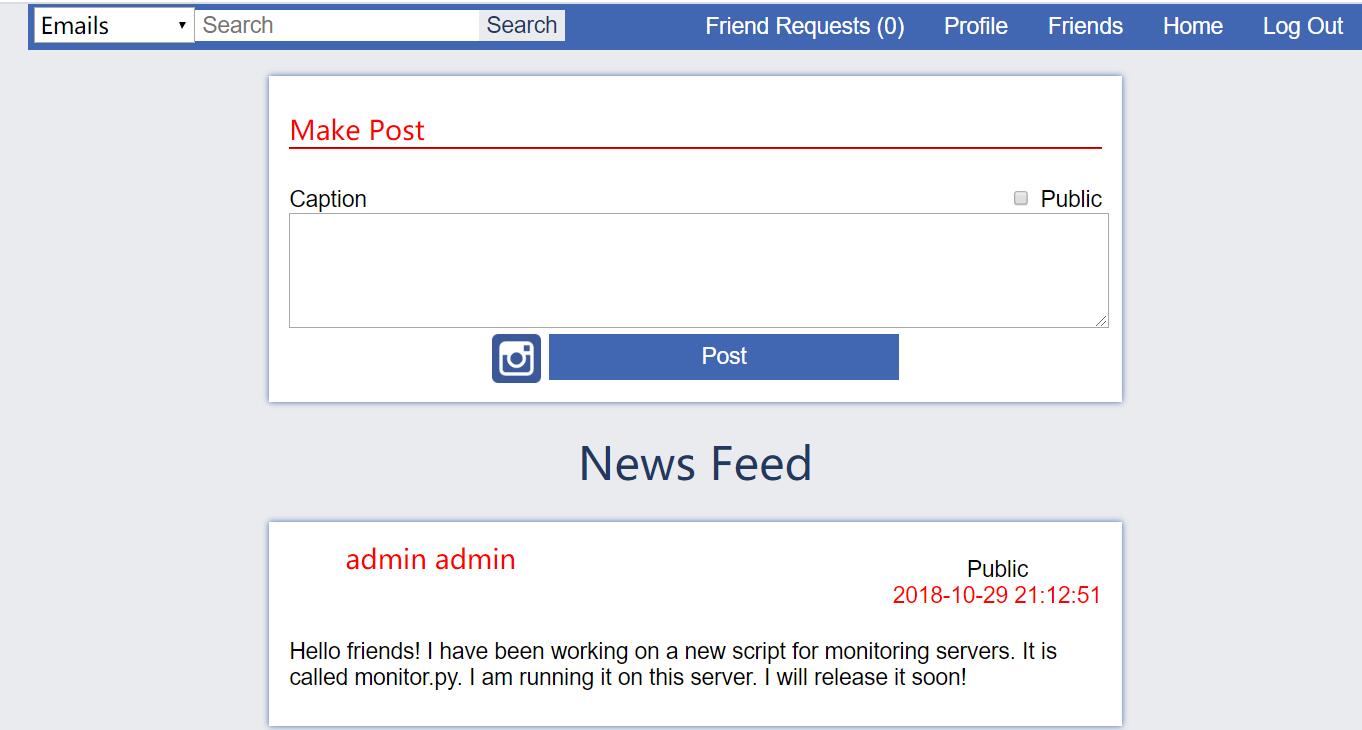 Emails Search Search Friend Requests (0) Profile Friends Home Log Out
Make Post
Caption Public
Post
News Feed
admin admin
Public
2018-10-29 21:12:51
Hello friends! I have been working on a new script for monitoring servers. It is
called monitor.py. I am running it on this server. I will release it soon!